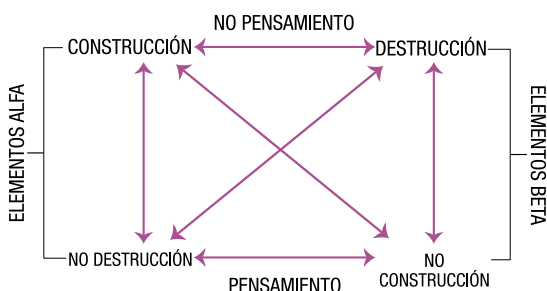 NO PENSAMIENTO
CONSTRUCCIÓN
DESTRUCCIÓN
ELEMENTOS ALFA
ELEMENTOS BETA
NO DESTRUCCIÓN
NO
CONSTRUCCIÓN
PENSAMIENTO